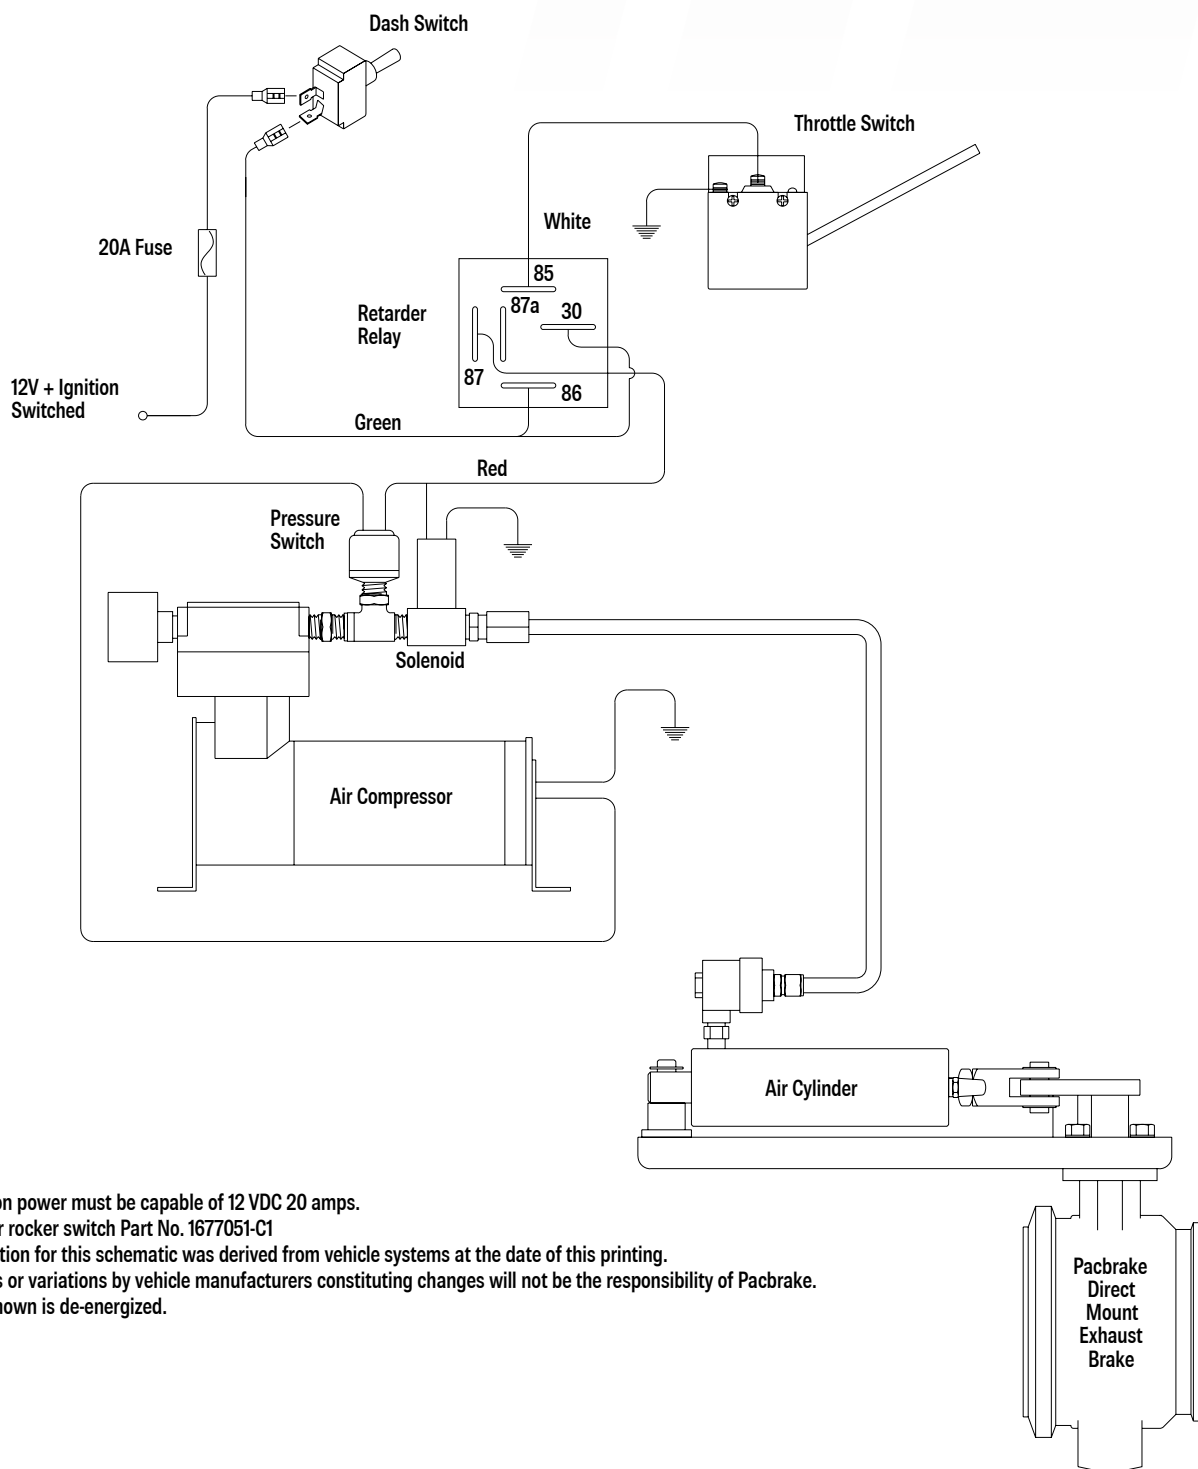 Dash Switch
Throttle Switch
White
20A Fuse
85
87a
30
Retarder
Relay
87
86
12V + Ignition
Switched
Green
Red
Pressure
Switch
Solenoid
Air Compressor
Air Cylinder
power must be capable of 12 VDC 20 amps.
rocker switch Part No. 1677051-C1
for this schematic was derived from vehicle systems at the date of this printing.
or variations by vehicle manufacturers constituting changes will not be the responsibility of Pacbrake.
is de-energized.
Pacbrake
Direct
Mount
Exhaust
Brake